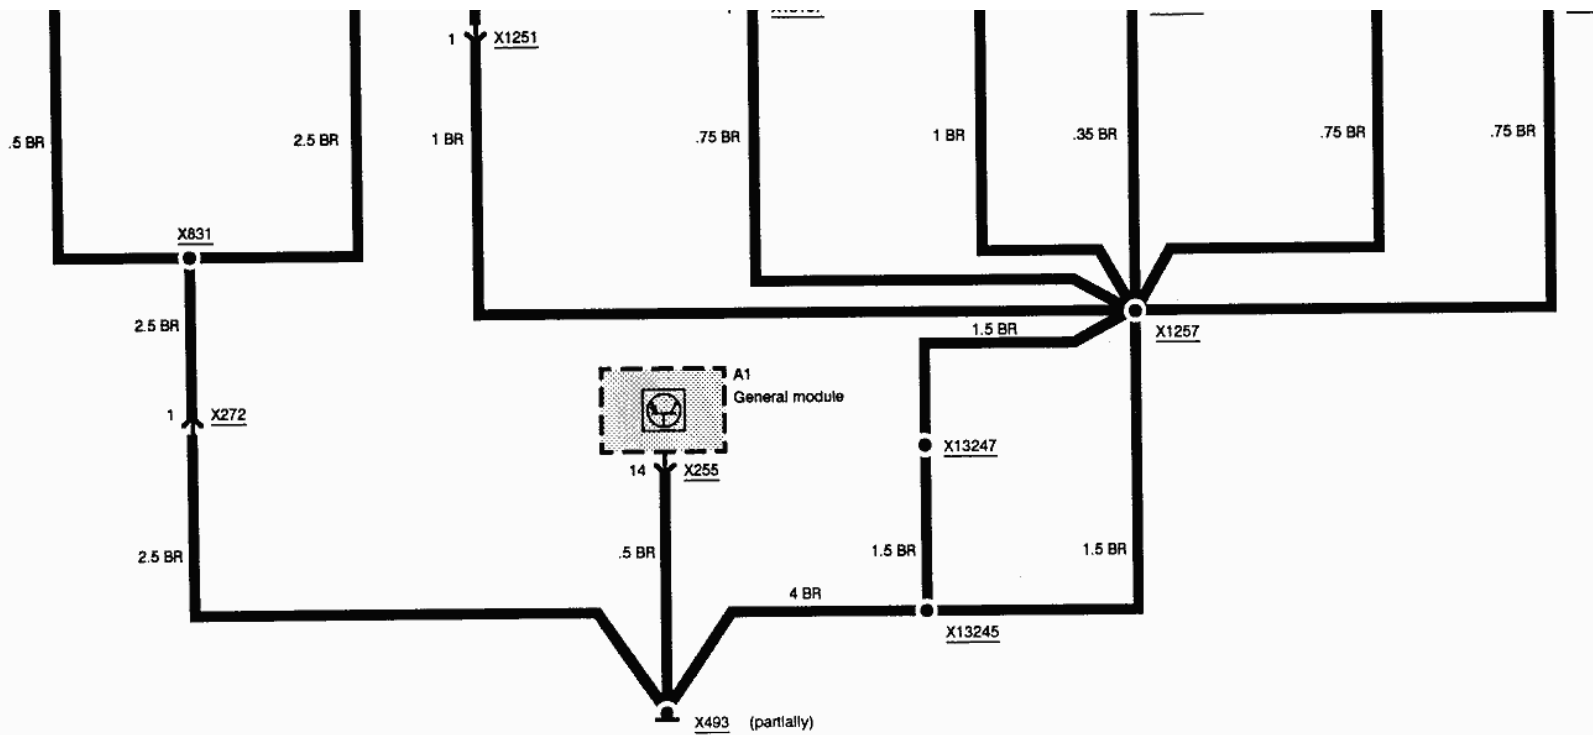 1 X1251
.5 BR
2.5 BR
1 BR
.75 BR
1 BR
.35 BR
.75 BR
.75 BR
X831
2.5 BR
1.5 BR
X1257
A1
General module
1 X272
X13247
14 X255
2.5 BR
.5 BR
1.5 BR
1.5 BR
4 BR
X13245
X493 (partially)